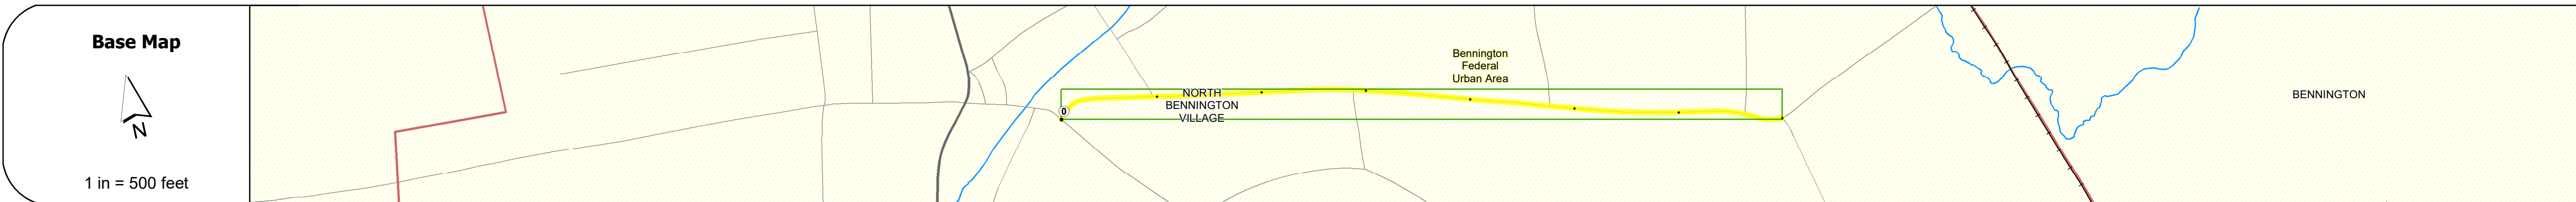 Base Map
N
1 in = 500 feet
0
NORTH
BENNINGTON
VILLAGE
Bennington
Federal
Urban Area
BENNINGTON